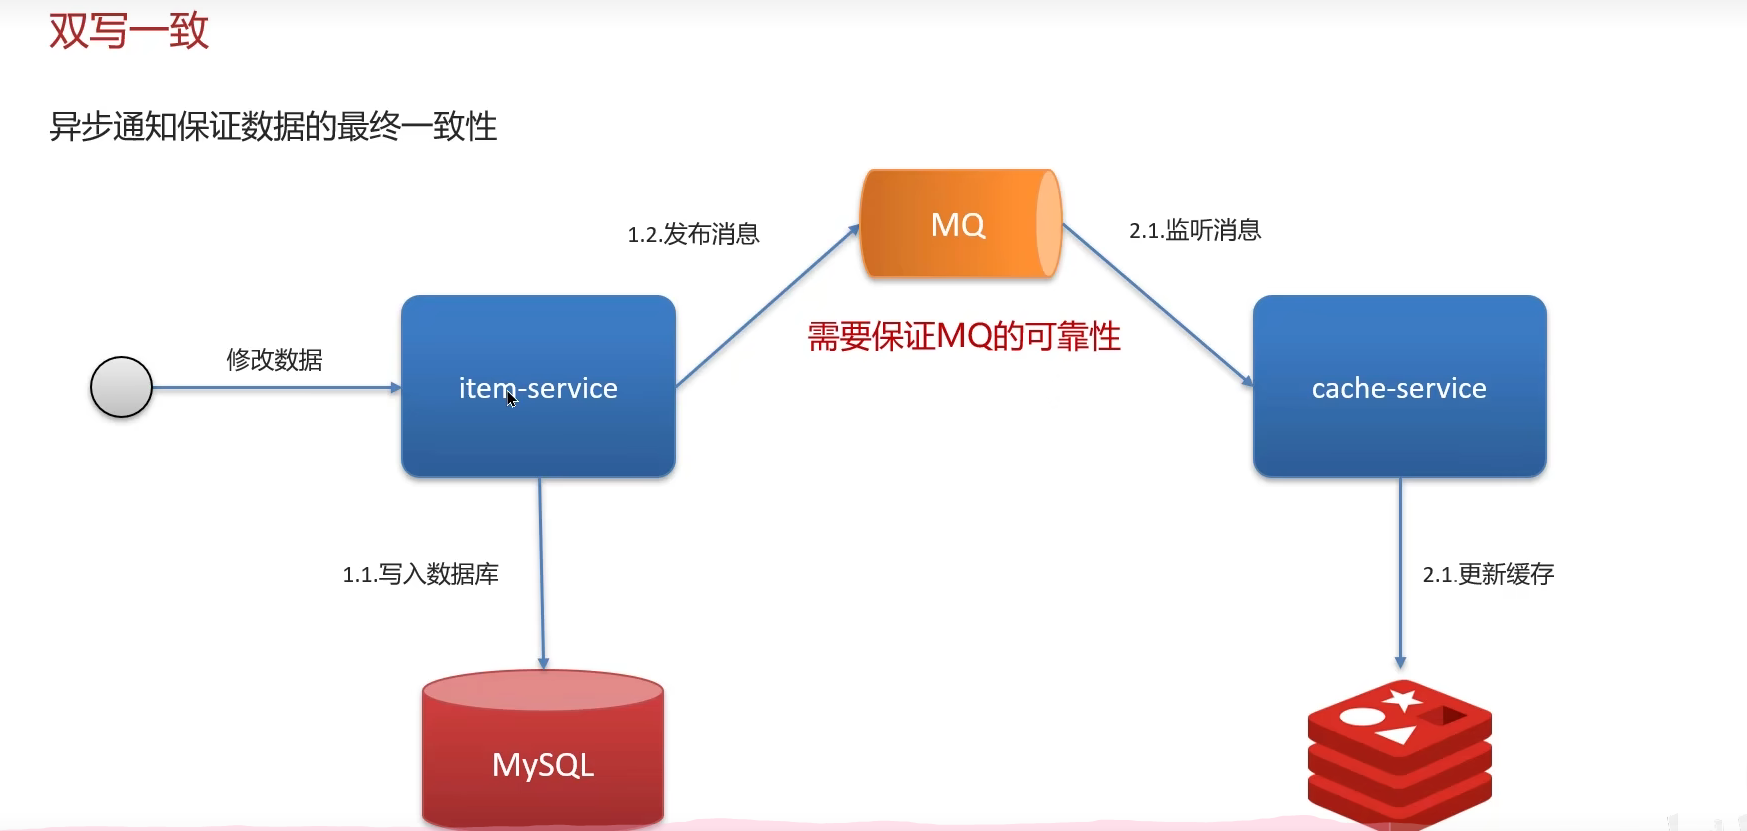 双写一致
异步通知保证数据的最终一致性
MQ
1.2.发布消息
2.1.监听消息
需要保证MQ的可靠性
修改数据
item-service
cache-service
1.1.写入数据库
2.1.更新缓存
MySQL